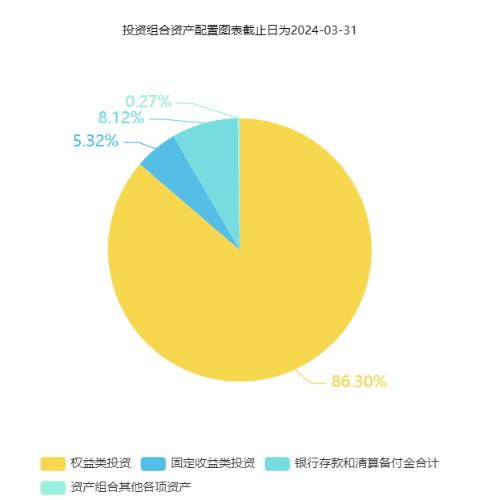 投资组合资产配置图表截止日为2024-03-31
0.27%
8.12%
5.32%
86.30%
权益类投资 固定收益类投资 银行存款和清算备付金合计
资产组合其他各项资产